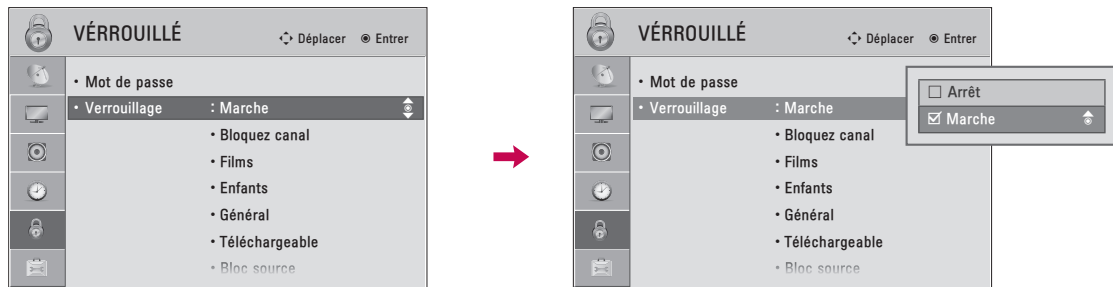 VÉRROUILLÉ
Déplacer Entrer
• Mot de passe
• Verrouillage : Marche
• Bloquez canal
• Films
• Enfants
• Général
• Téléchargeable
• Bloc source
VÉRROUILLÉ
Déplacer Entrer
• Mot de passe
• Verrouillage : Marche
• Bloquez canal
• Films
• Enfants
• Général
• Téléchargeable
• Bloc source
☐ Arrêt
☑ Marche